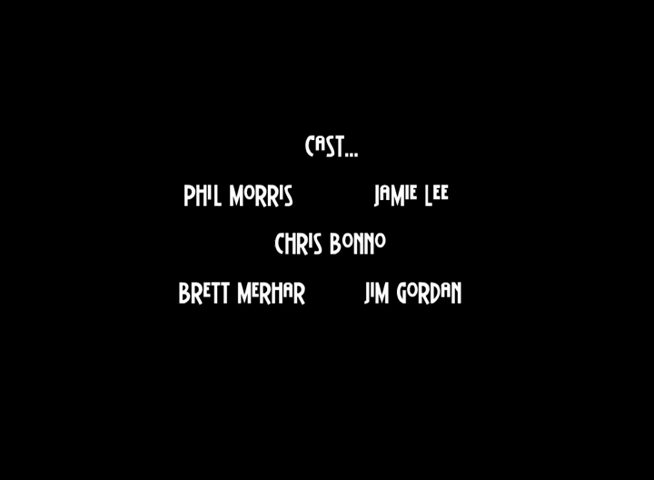 CAST...
PHIL MORRIS JAMIE LEE
CHRIS BONNO
BRETT MERHAR JIM GORDAN